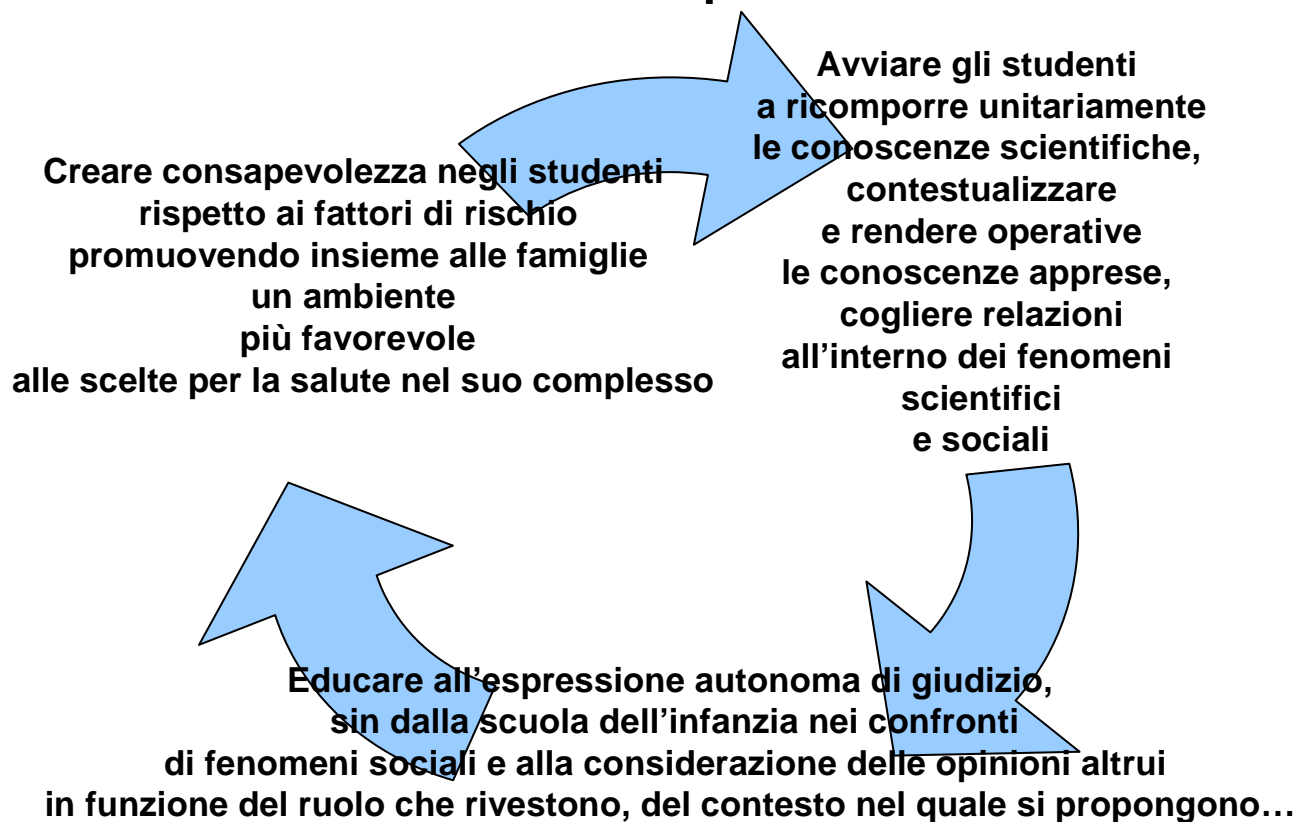 Creare consapevolezza negli studenti
rispetto ai fattori di rischio
promuovendo insieme alle famiglie
un ambiente
più favorevole
alle scelte per la salute nel suo complesso
Avviare gli studenti
a ricomporre unitariamente
le conoscenze scientifiche,
contestualizzare
e rendere operative
le conoscenze apprese,
cogliere relazioni
all’interno dei fenomeni
scientifici
e sociali
Educare all’espressione autonoma di giudizio,
sin dalla scuola dell’infanzia nei confronti
di fenomeni sociali e alla considerazione delle opinioni altrui
in funzione del ruolo che rivestono, del contesto nel quale si propongono…